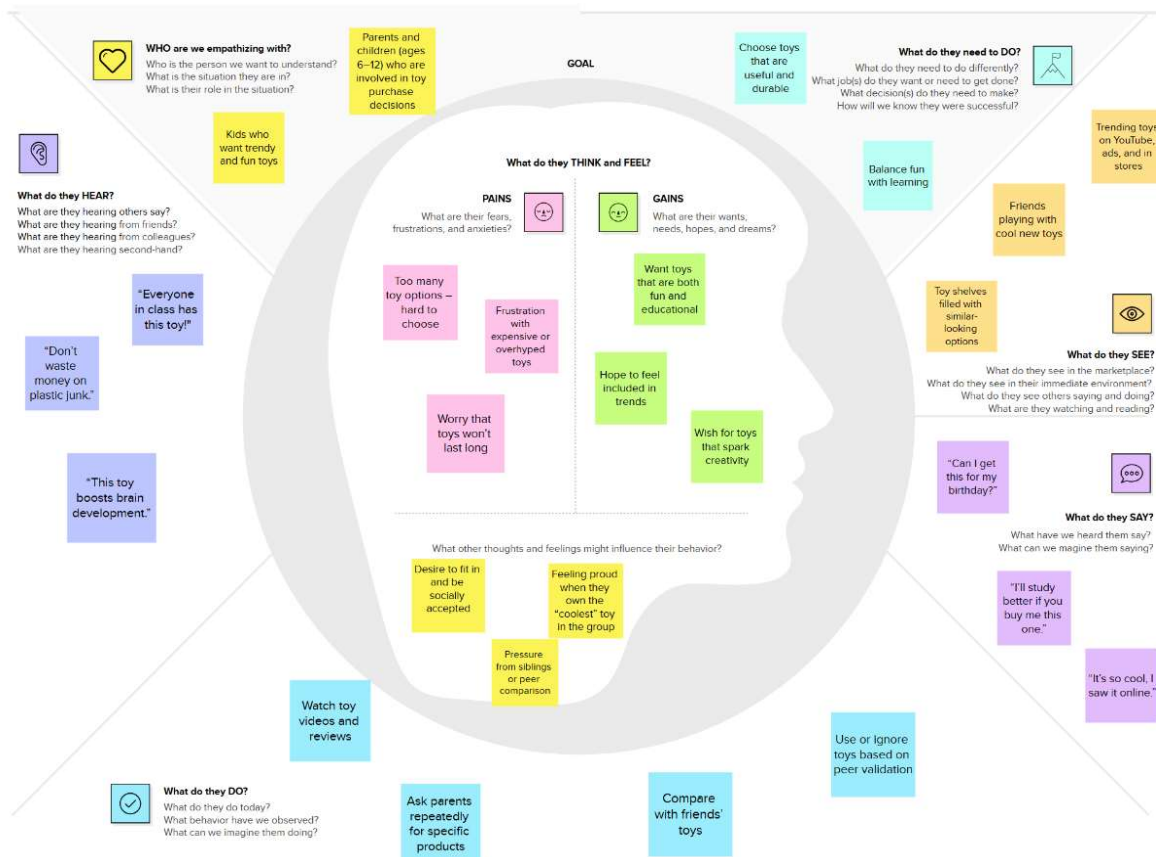 WHO are we empathizing with?
Who is the person we want to understand?
What is the situation they are in?
What is their role in the situation?
Parents and
children (ages
6–12) who are
involved in toy
purchase
decisions
Kids who
want trendy
and fun toys
GOAL
Choose toys
that are
useful and
durable
What do they need to DO?
What do they need to do differently?
What job(s) do they want or need to get done?
What decision(s) do they need to make?
How will we know they were successful?
Balance fun
with learning
Trending toys
on YouTube,
ads, and in
stores
Friends
playing with
cool new toys
Toy shelves
filled with
similar-
looking
options
What do they SEE?
What do they see in the marketplace?
What do they see in their immediate environment?
What do they see others saying and doing?
What are they watching and reading?
What do they HEAR?
What are they hearing others say?
What are they hearing from friends?
What are they hearing from colleagues?
What are they hearing second-hand?
"Everyone
in class has
this toy!"
"Don't
waste
money on
plastic junk."
"This toy
boosts brain
development."
What do they THINK and FEEL?
PAINS
What are their fears,
frustrations, and anxieties?
Too many
toy options –
hard to
choose
Frustration
with
expensive or
overhyped
toys
Worry that
toys won't
last long
GAINS
What are their wants,
needs, hopes, and dreams?
Want toys
that are both
fun and
educational
Hope to feel
included in
trends
Wish for toys
that spark
creativity
What other thoughts and feelings might influence their behavior?
Desire to fit in
and be
socially
accepted
Feeling proud
when they
own the
"coolest" toy
in the group
Pressure
from siblings
or peer
comparison
"Can I get
this for my
birthday?"
What do they SAY?
What have we heard them say?
What can we magine them saying?
"I'll study
better if you
buy me this
one."
"It's so cool, I
saw it online."
Watch toy
videos and
reviews
Use or ignore
toys based on
peer validation
What do they DO?
What do they do today?
What behavior have we observed?
What can we imagine them doing?
Ask parents
repeatedly
for specific
products
Compare
with friends'
toys